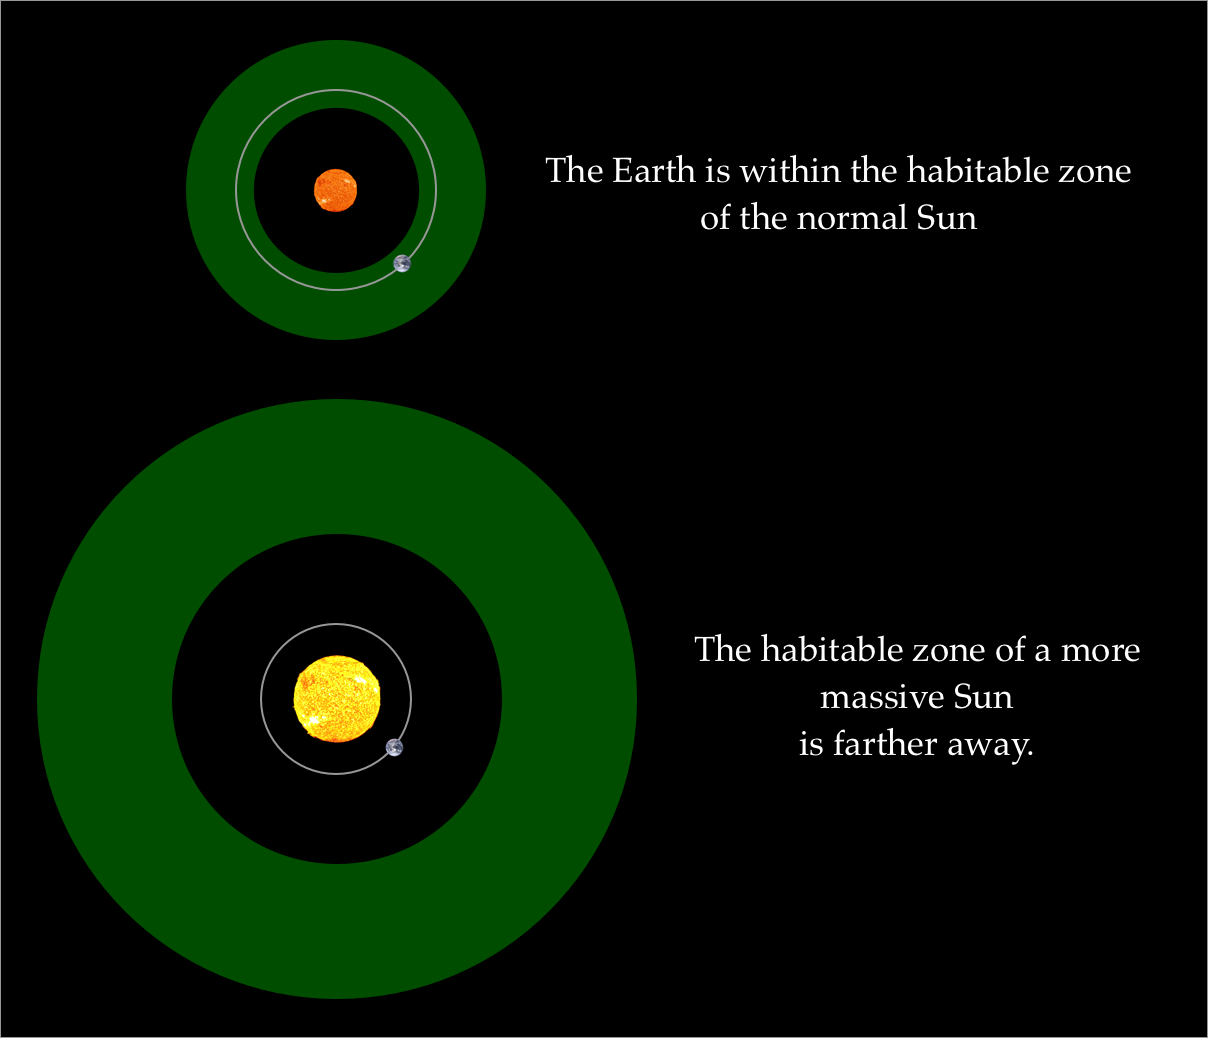 The Earth is within the habitable zone
of the normal Sun
The habitable zone of a more
massive Sun
is farther away.